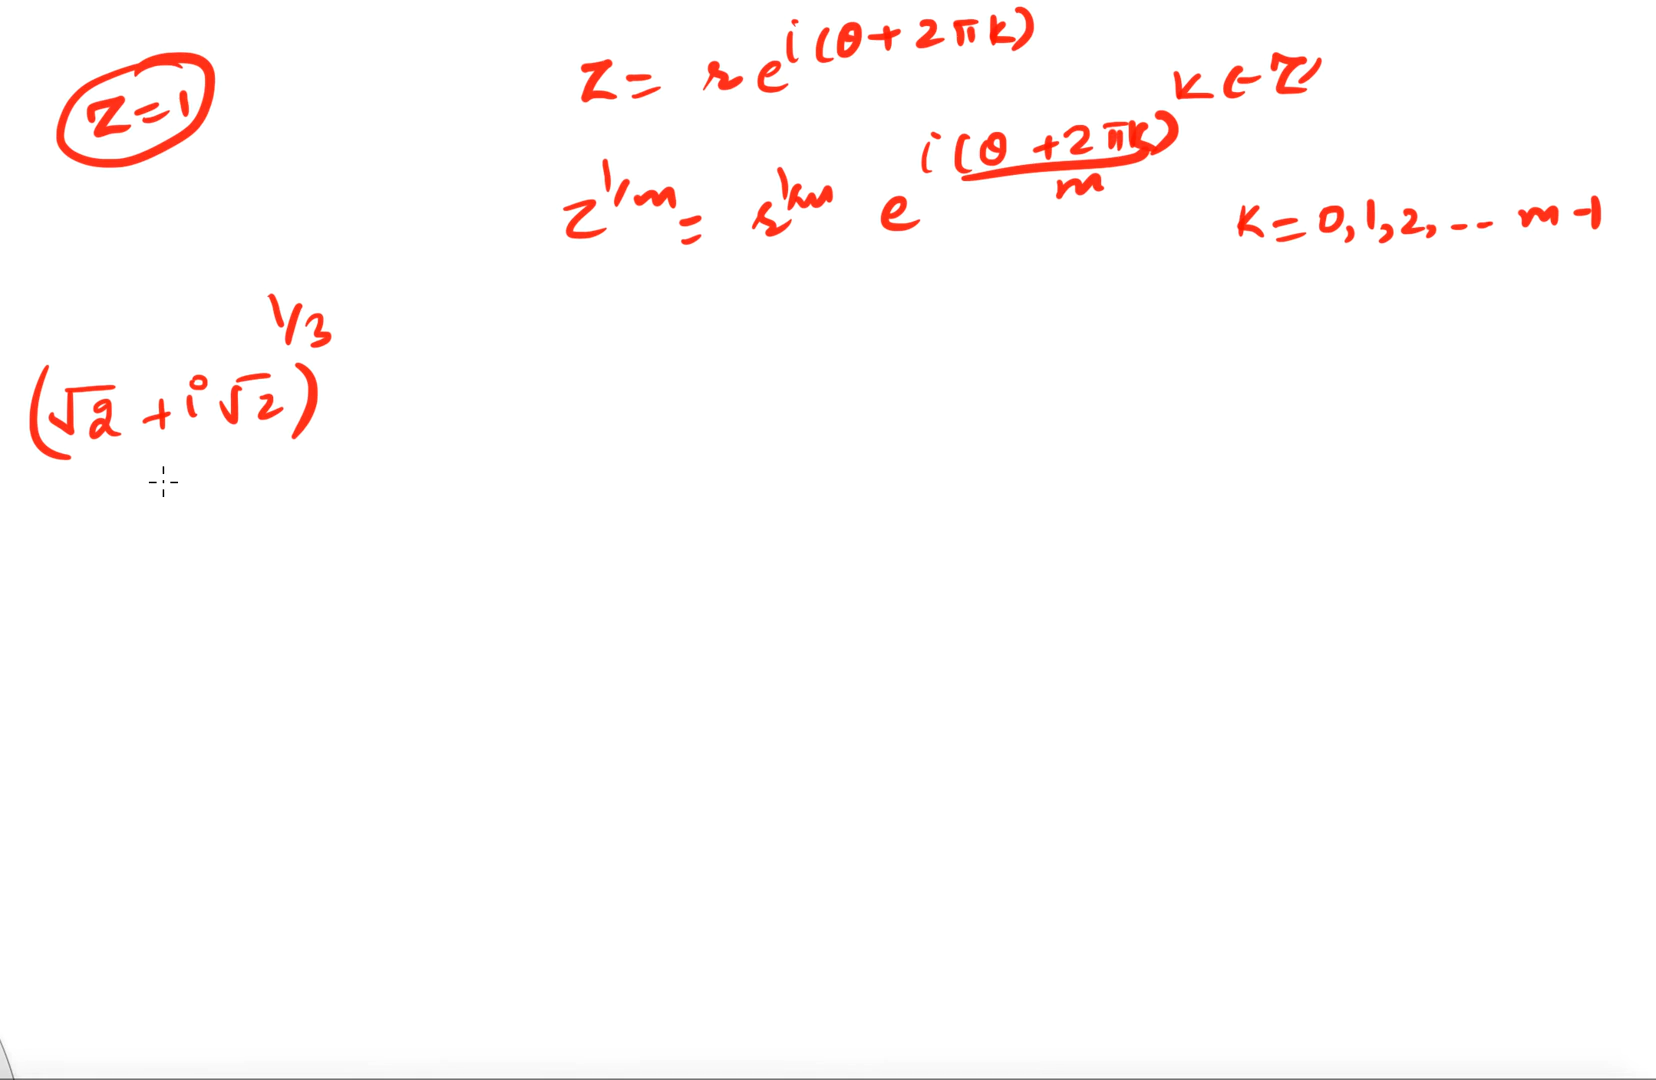 z=1
z = r e^{i(θ+2πk)} k∈Z
z^{1/m} = r^{1/m} e^{i(θ+2πk)/m} k=0,1,2,... m-1
(√2 + i√2)^{1/3}